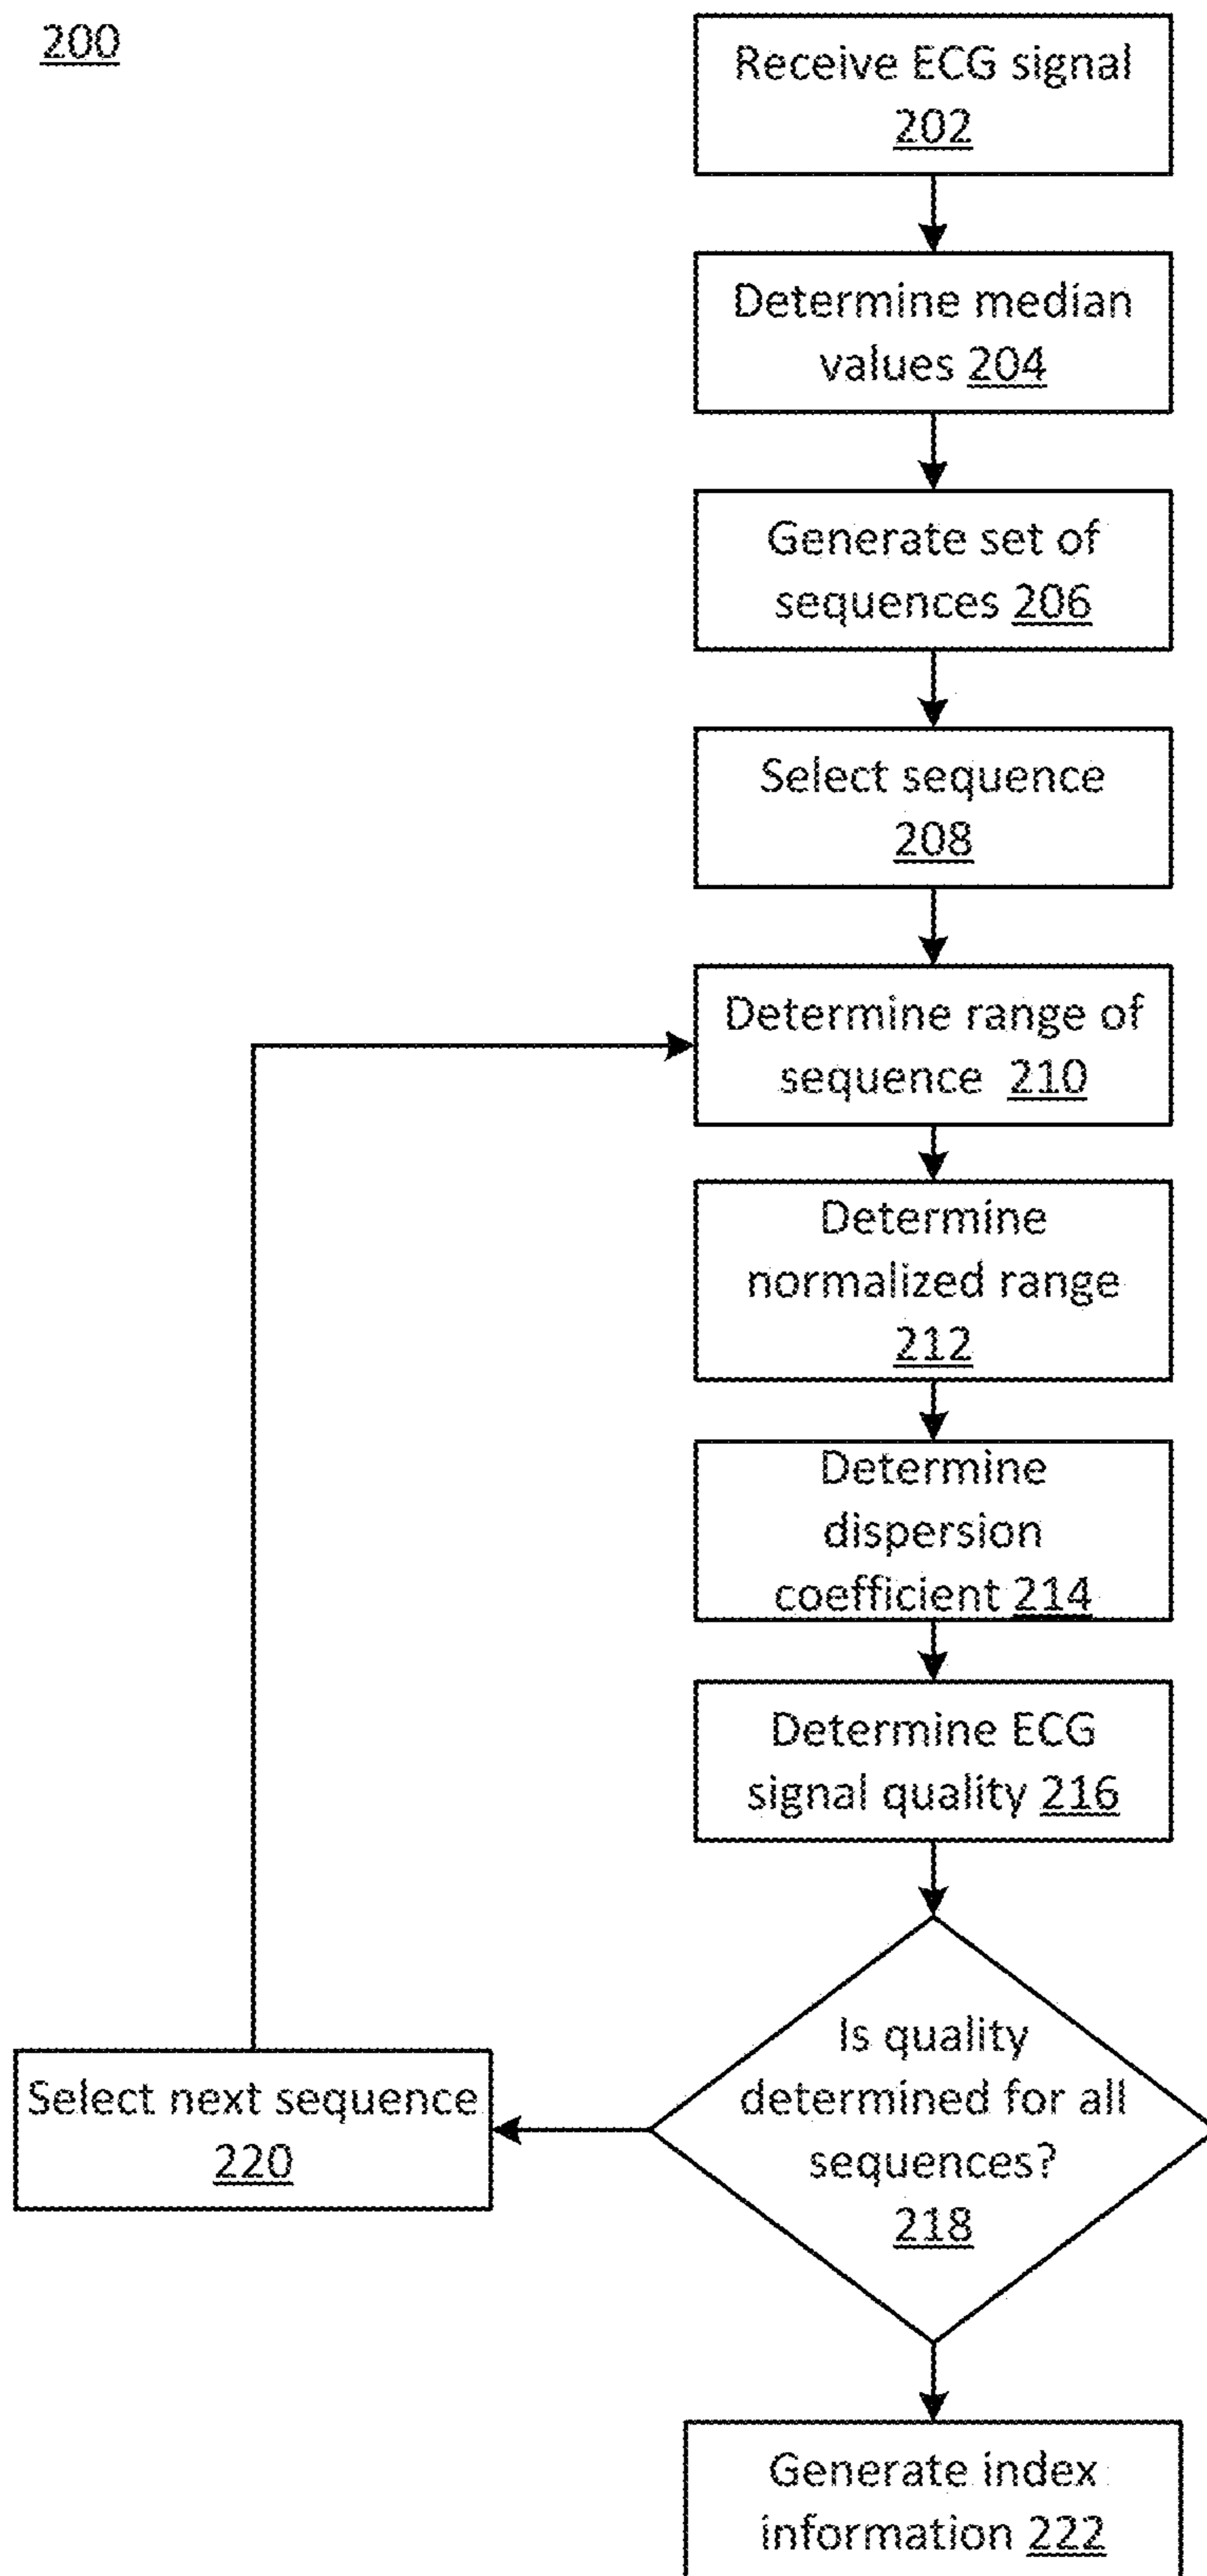 200
Receive ECG signal
202
Determine median
values 204
Generate set of
sequences 206
Select sequence
208
Determine range of
sequence 210
Determine
normalized range
212
Determine
dispersion
coefficient 214
Determine ECG
signal quality 216
Is quality
determined for all
sequences?
218
Select next sequence
220
Generate index
information 222